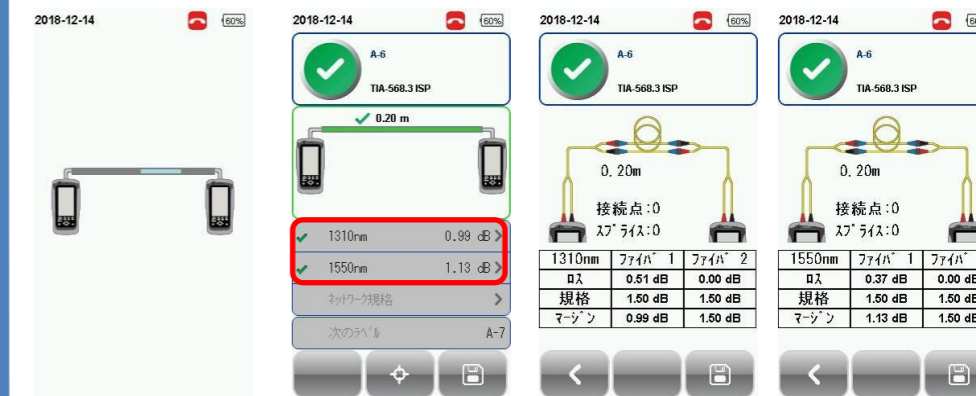 2018-12-14
60%
2018-12-14
60%
A-6
TIA-568.3 ISP
0.20 m
1310nm 0.99 dB
1550nm 1.13 dB
ネットワーク規格
次のラベル A-7
2018-12-14
60%
A-6
TIA-568.3 ISP
0.20m
接続点:0
スプライス:0
1310nm ファイバ 1 ファイバ 2
ロス 0.51 dB 0.00 dB
規格 1.50 dB 1.50 dB
マージン 0.99 dB 1.50 dB
2018-12-14
A-6
TIA-568.3 ISP
0.20m
接続点:0
スプライス:0
1550nm ファイバ 1 ファイバ
ロス 0.37 dB 0.00 dB
規格 1.50 dB 1.50 dB
マージン 1.13 dB 1.50 dB